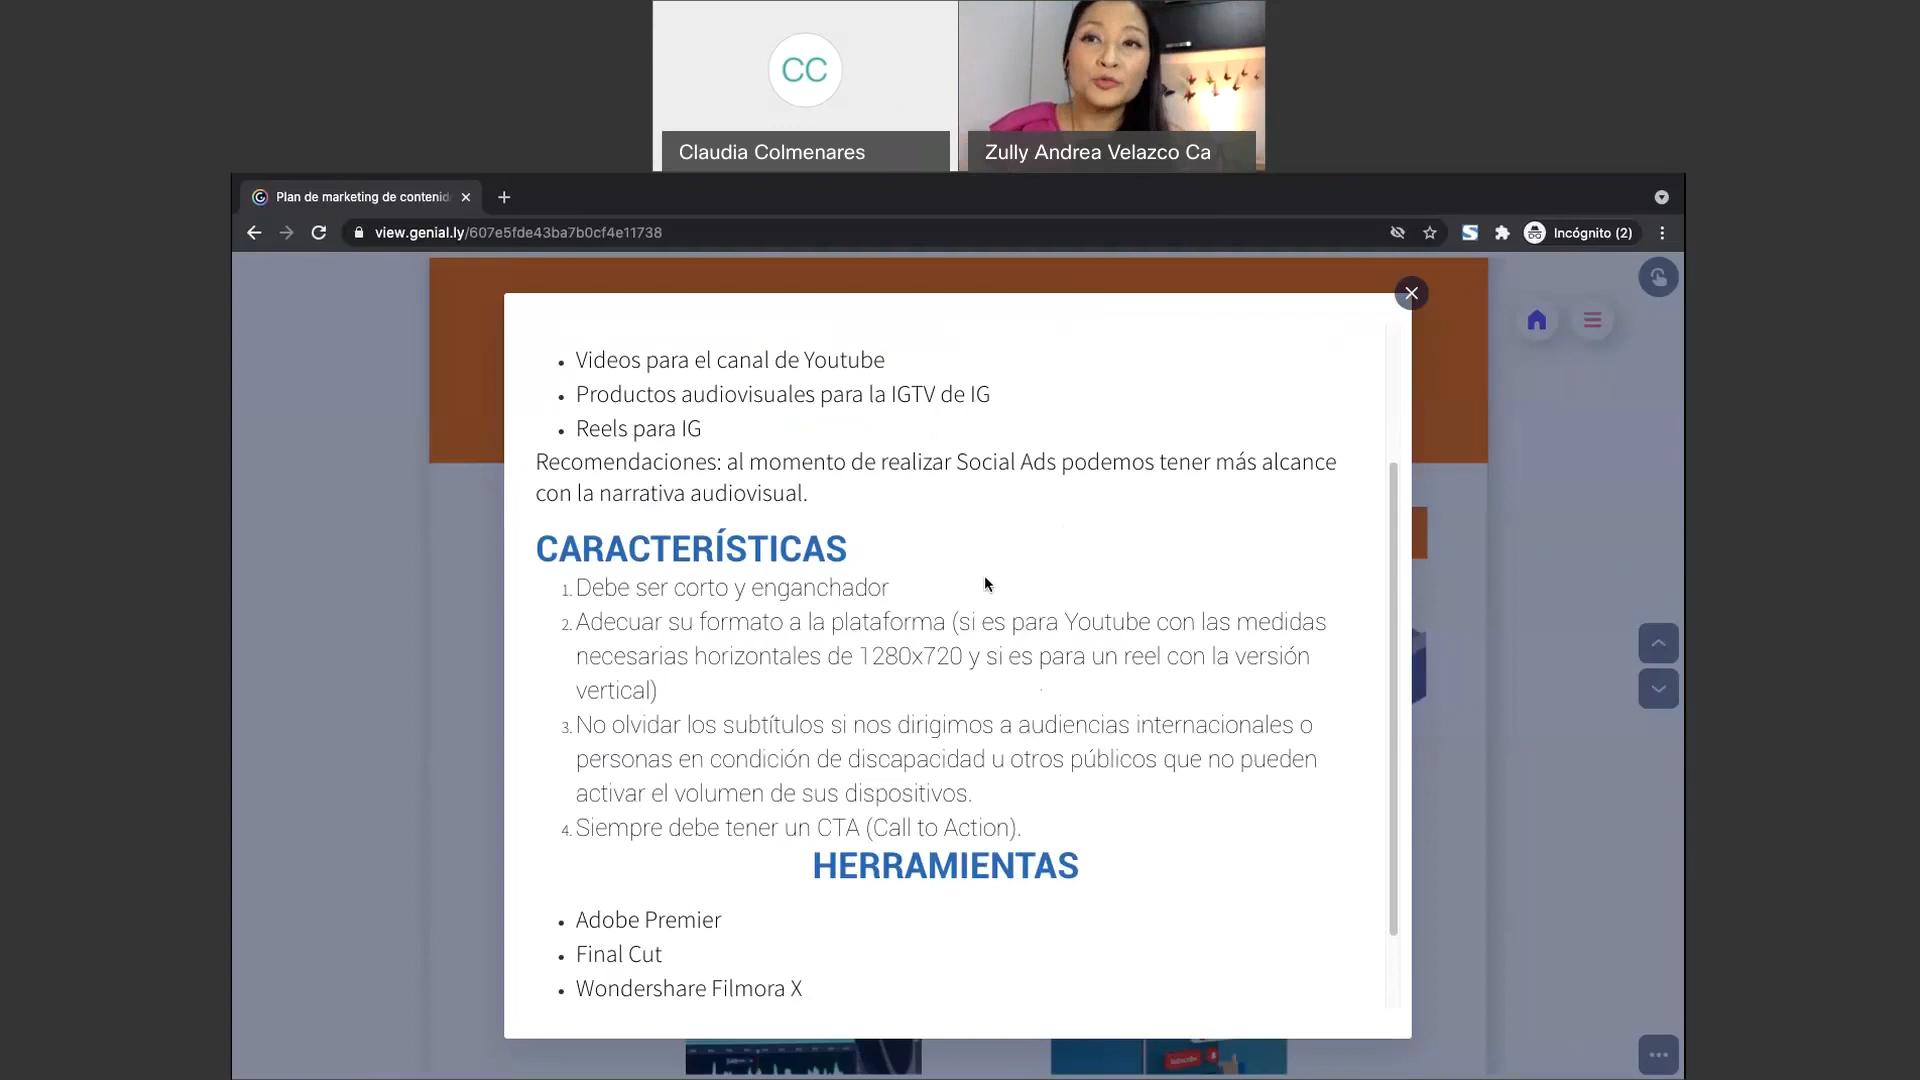 CC
Claudia Colmenares
Zully Andrea Velazco Ca
Plan de marketing de contenid
view.genial.ly/607e5fde43ba7b0cf4e11738
Incógnito (2)
• Videos para el canal de Youtube
• Productos audiovisuales para la IGTV de IG
• Reels para IG
Recomendaciones: al momento de realizar Social Ads podemos tener más alcance
con la narrativa audiovisual.
CARACTERÍSTICAS
1. Debe ser corto y enganchador
2. Adecuar su formato a la plataforma (si es para Youtube con las medidas
necesarias horizontales de 1280x720 y si es para un reel con la versión
vertical)
3. No olvidar los subtítulos si nos dirigimos a audiencias internacionales o
personas en condición de discapacidad u otros públicos que no pueden
activar el volumen de sus dispositivos.
4. Siempre debe tener un CTA (Call to Action).
HERRAMIENTAS
• Adobe Premier
• Final Cut
• Wondershare Filmora X